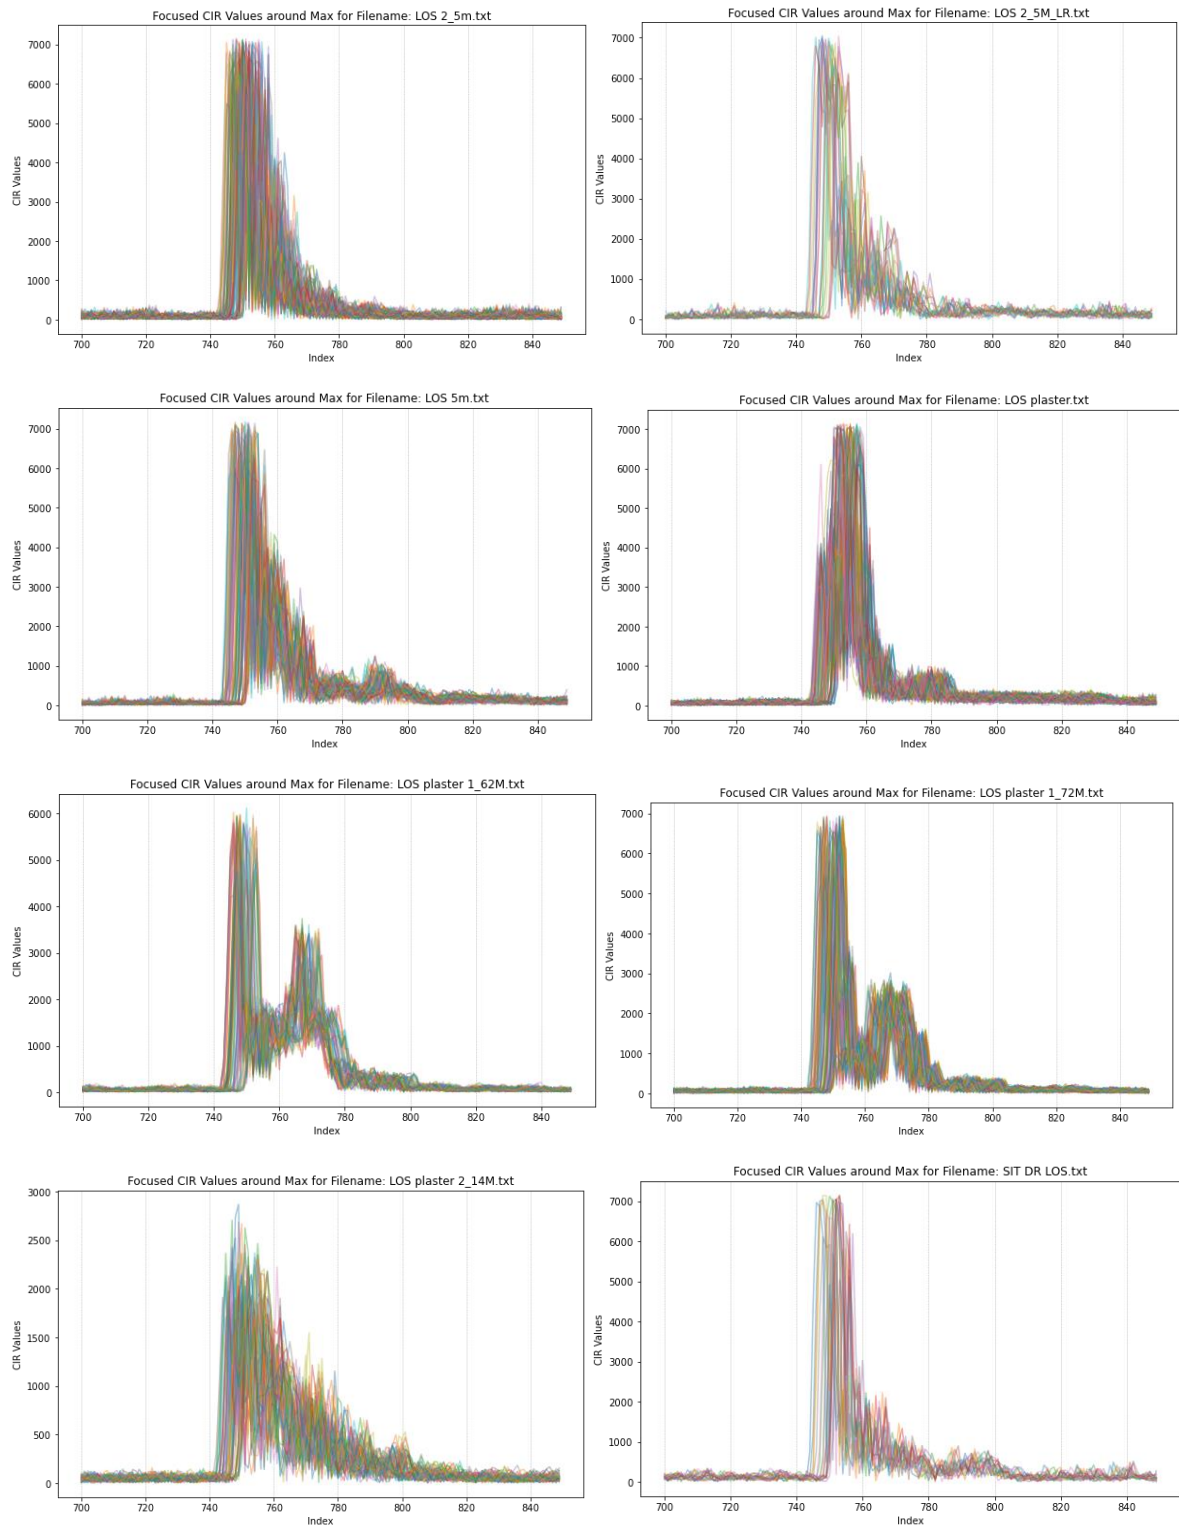 Focused CIR Values around Max for Filename: LOS 2_5m.txt
7000
6000
5000
4000
3000
2000
1000
0
CIR Values
700 720 740 760 780 800 820 840
Index
Focused CIR Values around Max for Filename: LOS 2_5M_LR.txt
7000
6000
5000
4000
3000
2000
1000
0
CIR Values
700 720 740 760 780 800 820 840
Index
Focused CIR Values around Max for Filename: LOS 5m.txt
7000
6000
5000
4000
3000
2000
1000
0
CIR Values
700 720 740 760 780 800 820 840
Index
Focused CIR Values around Max for Filename: LOS plaster.txt
7000
6000
5000
4000
3000
2000
1000
0
CIR Values
700 720 740 760 780 800 820 840
Index
Focused CIR Values around Max for Filename: LOS plaster 1_62M.txt
6000
5000
4000
3000
2000
1000
0
CIR Values
700 720 740 760 780 800 820 840
Index
Focused CIR Values around Max for Filename: LOS plaster 1_72M.txt
7000
6000
5000
4000
3000
2000
1000
0
CIR Values
700 720 740 760 780 800 820 840
Index
Focused CIR Values around Max for Filename: LOS plaster 2_14M.txt
3000
2500
2000
1500
1000
500
0
CIR Values
700 720 740 760 780 800 820 840
Index
Focused CIR Values around Max for Filename: SIT DR LOS.txt
7000
6000
5000
4000
3000
2000
1000
0
CIR Values
700 720 740 760 780 800 820 840
Index